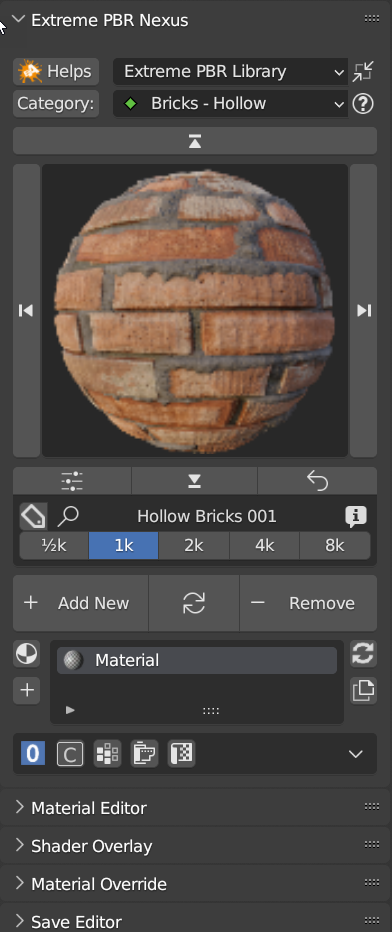 Extreme PBR Nexus
Helps Extreme PBR Library
Category: Bricks - Hollow
Hollow Bricks 001
½k 1k 2k 4k 8k
+ Add New − Remove
Material
0 C
Material Editor
Shader Overlay
Material Override
Save Editor